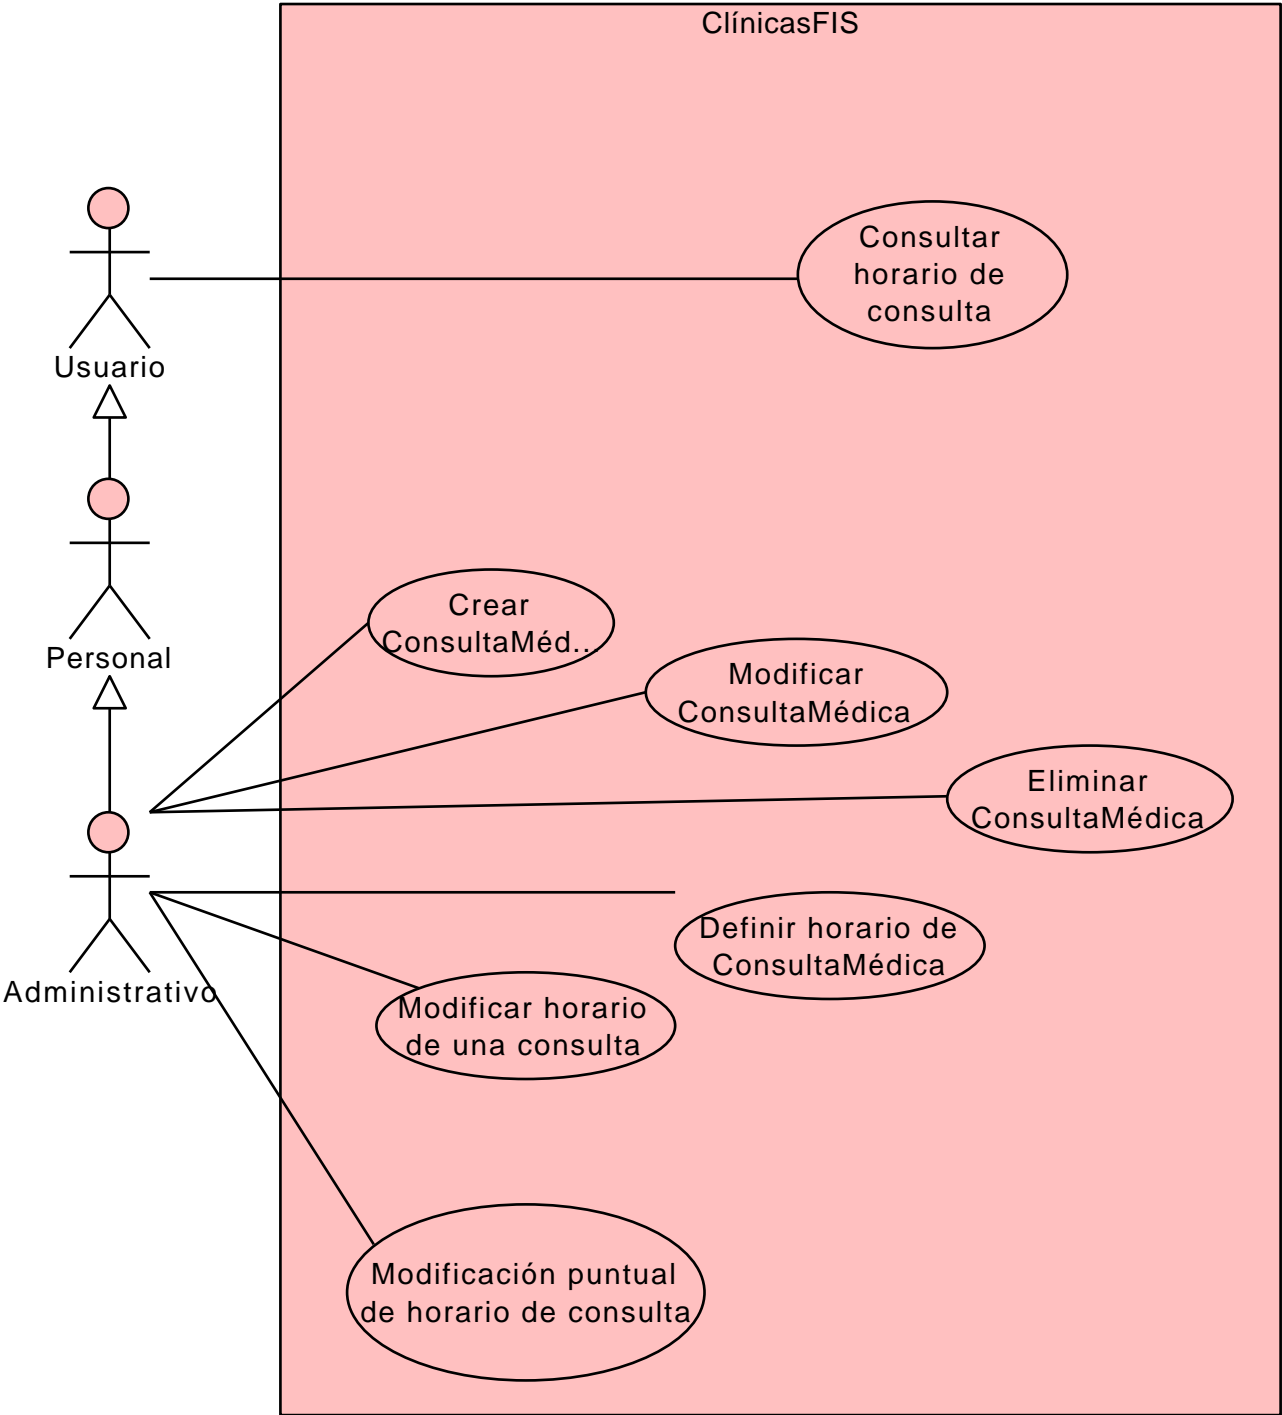 ClínicasFIS
Consultar
horario de
consulta
Usuario
Crear
ConsultaMéd...
Personal
Modificar
ConsultaMédica
Eliminar
ConsultaMédica
Definir horario de
ConsultaMédica
Administrativo
Modificar horario
de una consulta
Modificación puntual
de horario de consulta